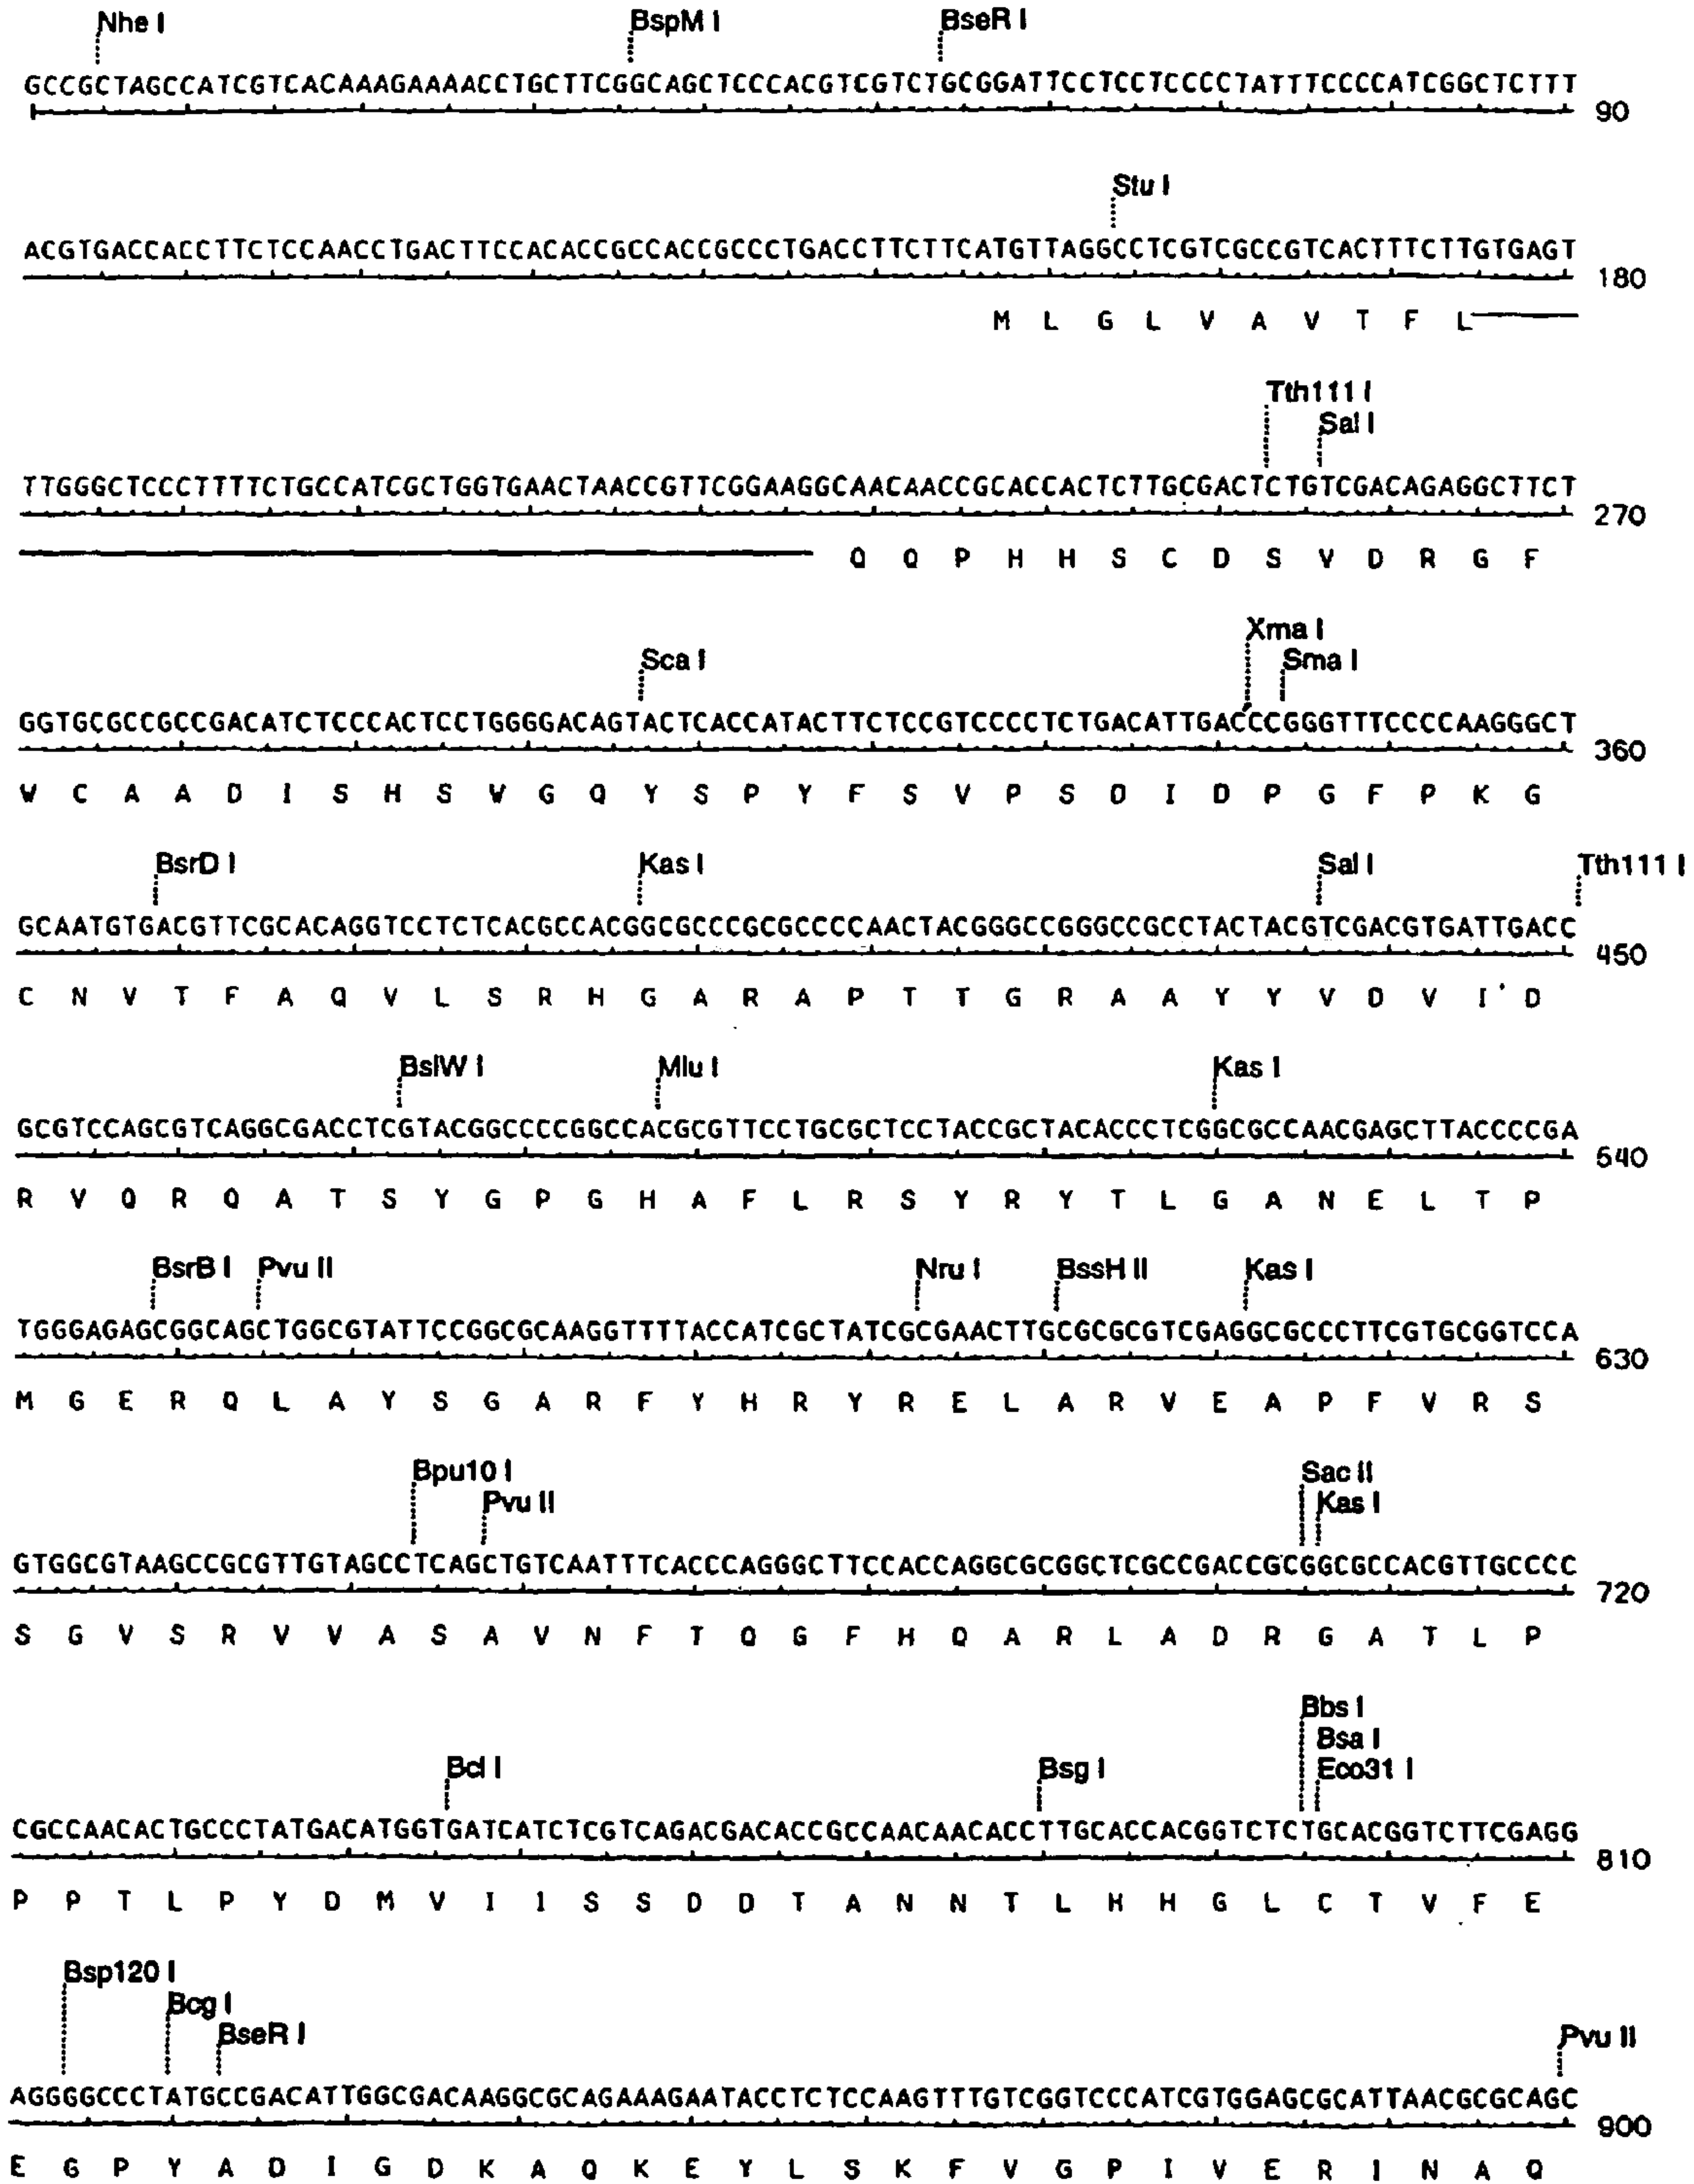 Nhe I BspM I BseR I
GCCGCTAGCCATCGTCACAAAGAAAACCTGCTTCGGCAGCTCCCACGTCGTCTGCGGATTCCTCCTCCCCTATTTCCCCATCGGCTCTTT
90
Stu I
ACGTGACCACCTTCTCCAACCTGACTTCCACACCGCCACCGCCCTGACCTTCTTCATGTTAGGCCTCGTCGCCGTCACTTTCTTGTGAGT
180
M L G L V A V T F L
Tth111 I
Sal I
TTGGGCTCCCTTTTCTGCCATCGCTGGTGAACTAACCGTTCGGAAGGCAACAACCGCACCACTCTTGCGACTCTGTCGACAGAGGCTTCT
270
Q Q P H H S C D S V D R G F
Xma I
Sca I Sma I
GGTGCGCCGCCGACATCTCCCACTCCTGGGGACAGTACTCACCATACTTCTCCGTCCCCTCTGACATTGACCCGGGTTTCCCCAAGGGCT
360
W C A A D I S H S W G Q Y S P Y F S V P S D I D P G F P K G
BsrD I Kas I Sal I Tth111 I
GCAATGTGACGTTCGCACAGGTCCTCTCACGCCACGGCGCCCGCGCCCCAACTACGGGCCGGGCCGCCTACTACGTCGACGTGATTGACC
450
C N V T F A Q V L S R H G A R A P T T G R A A Y Y V D V I D
BsIW I Mlu I Kas I
GCGTCCAGCGTCAGGCGACCTCGTACGGCCCCGGCCACGCGTTCCTGCGCTCCTACCGCTACACCCTCGGCGCCAACGAGCTTACCCCGA
540
R V Q R Q A T S Y G P G H A F L R S Y R Y T L G A N E L T P
BsrB I Pvu II Nru I BssH II Kas I
TGGGAGAGCGGCAGCTGGCGTATTCCGGCGCAAGGTTTTACCATCGCTATCGCGAACTTGCGCGCGTCGAGGCGCCCTTCGTGCGGTCCA
630
M G E R Q L A Y S G A R F Y H R Y R E L A R V E A P F V R S
Bpu10 I Sac II
Pvu II Kas I
GTGGCGTAAGCCGCGTTGTAGCCTCAGCTGTCAATTTCACCCAGGGCTTCCACCAGGCGCGGCTCGCCGACCGCGGCGCCACGTTGCCCC
720
S G V S R V V A S A V N F T Q G F H Q A R L A D R G A T L P
Bbs I
Bsa I
Bcl I Bsg I Eco31 I
CGCCAACACTGCCCTATGACATGGTGATCATCTCGTCAGACGACACCGCCAACAACACCTTGCACCACGGTCTCTGCACGGTCTTCGAGG
810
P P T L P Y D M V I I S S D D T A N N T L H H G L C T V F E
Bsp120 I
Bcg I
BseR I Pvu II
AGGGGCCCTATGCCGACATTGGCGACAAGGCGCAGAAAGAATACCTCTCCAAGTTTGTCGGTCCCATCGTGGAGCGCATTAACGCGCAGC
900
E G P Y A D I G D K A Q K E Y L S K F V G P I V E R I N A Q